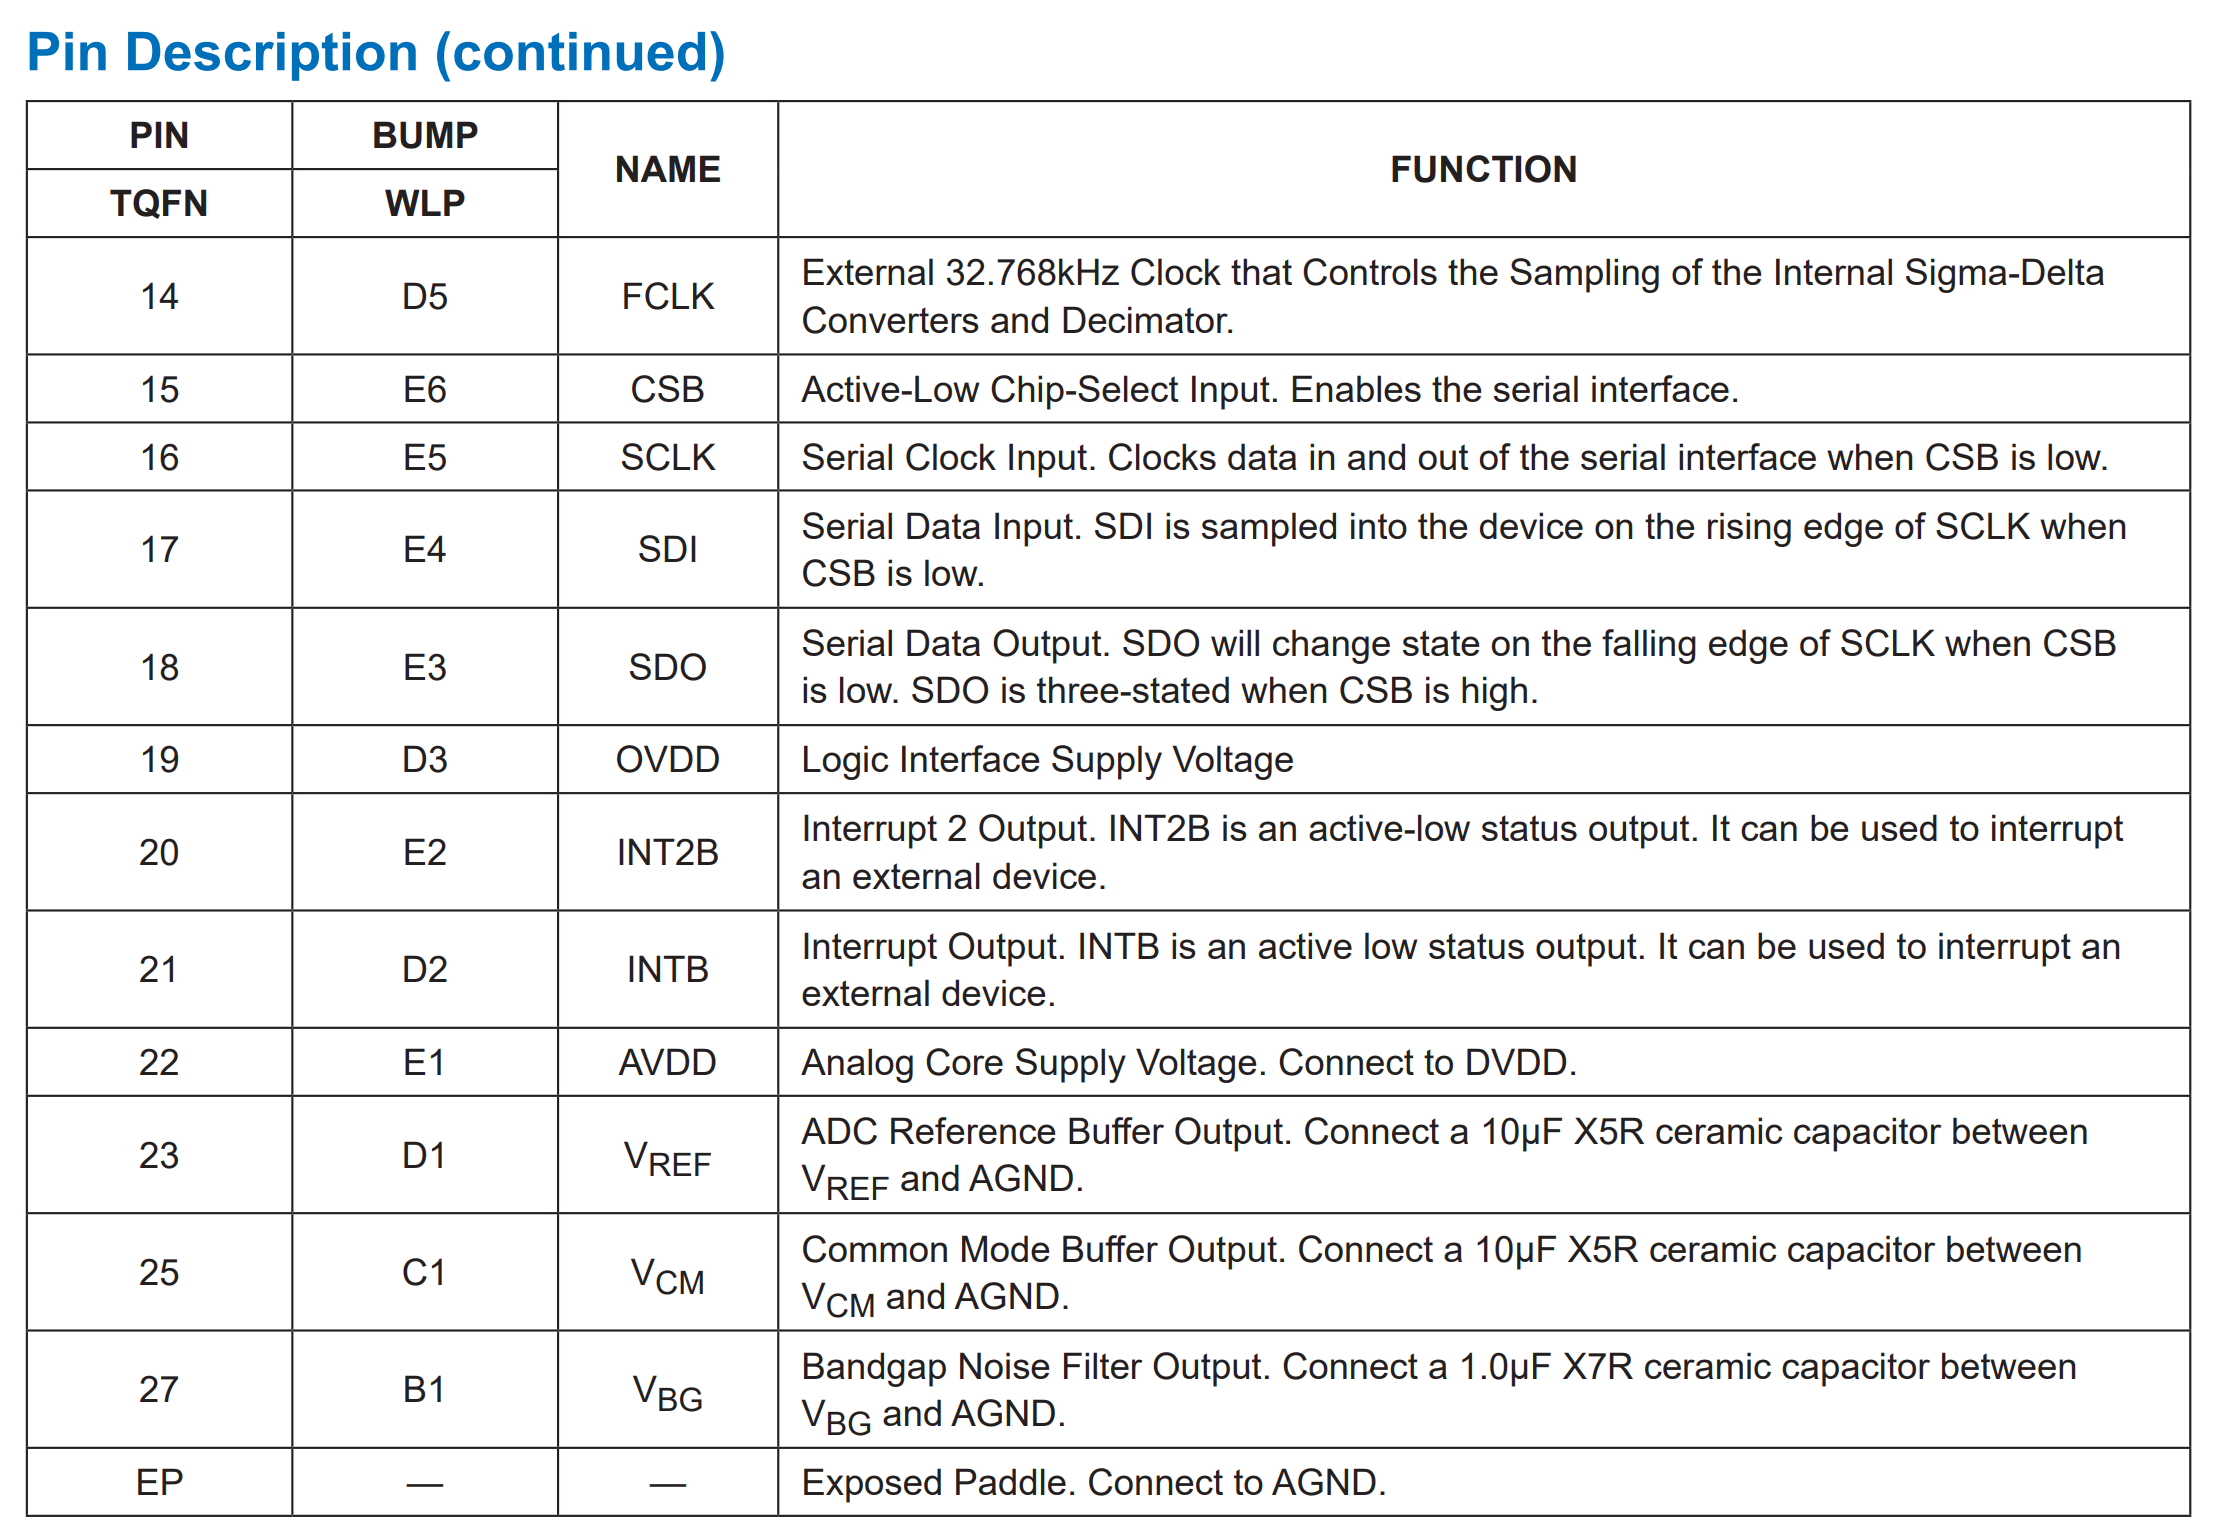 Pin Description (continued)
PIN BUMP NAME FUNCTION
TQFN WLP
14 D5 FCLK External 32.768kHz Clock that Controls the Sampling of the Internal Sigma-Delta
Converters and Decimator.
15 E6 CSB Active-Low Chip-Select Input. Enables the serial interface.
16 E5 SCLK Serial Clock Input. Clocks data in and out of the serial interface when CSB is low.
17 E4 SDI Serial Data Input. SDI is sampled into the device on the rising edge of SCLK when
CSB is low.
18 E3 SDO Serial Data Output. SDO will change state on the falling edge of SCLK when CSB
is low. SDO is three-stated when CSB is high.
19 D3 OVDD Logic Interface Supply Voltage
20 E2 INT2B Interrupt 2 Output. INT2B is an active-low status output. It can be used to interrupt
an external device.
21 D2 INTB Interrupt Output. INTB is an active low status output. It can be used to interrupt an
external device.
22 E1 AVDD Analog Core Supply Voltage. Connect to DVDD.
23 D1 VREF ADC Reference Buffer Output. Connect a 10µF X5R ceramic capacitor between
VREF and AGND.
25 C1 VCM Common Mode Buffer Output. Connect a 10µF X5R ceramic capacitor between
VCM and AGND.
27 B1 VBG Bandgap Noise Filter Output. Connect a 1.0µF X7R ceramic capacitor between
VBG and AGND.
EP — — Exposed Paddle. Connect to AGND.